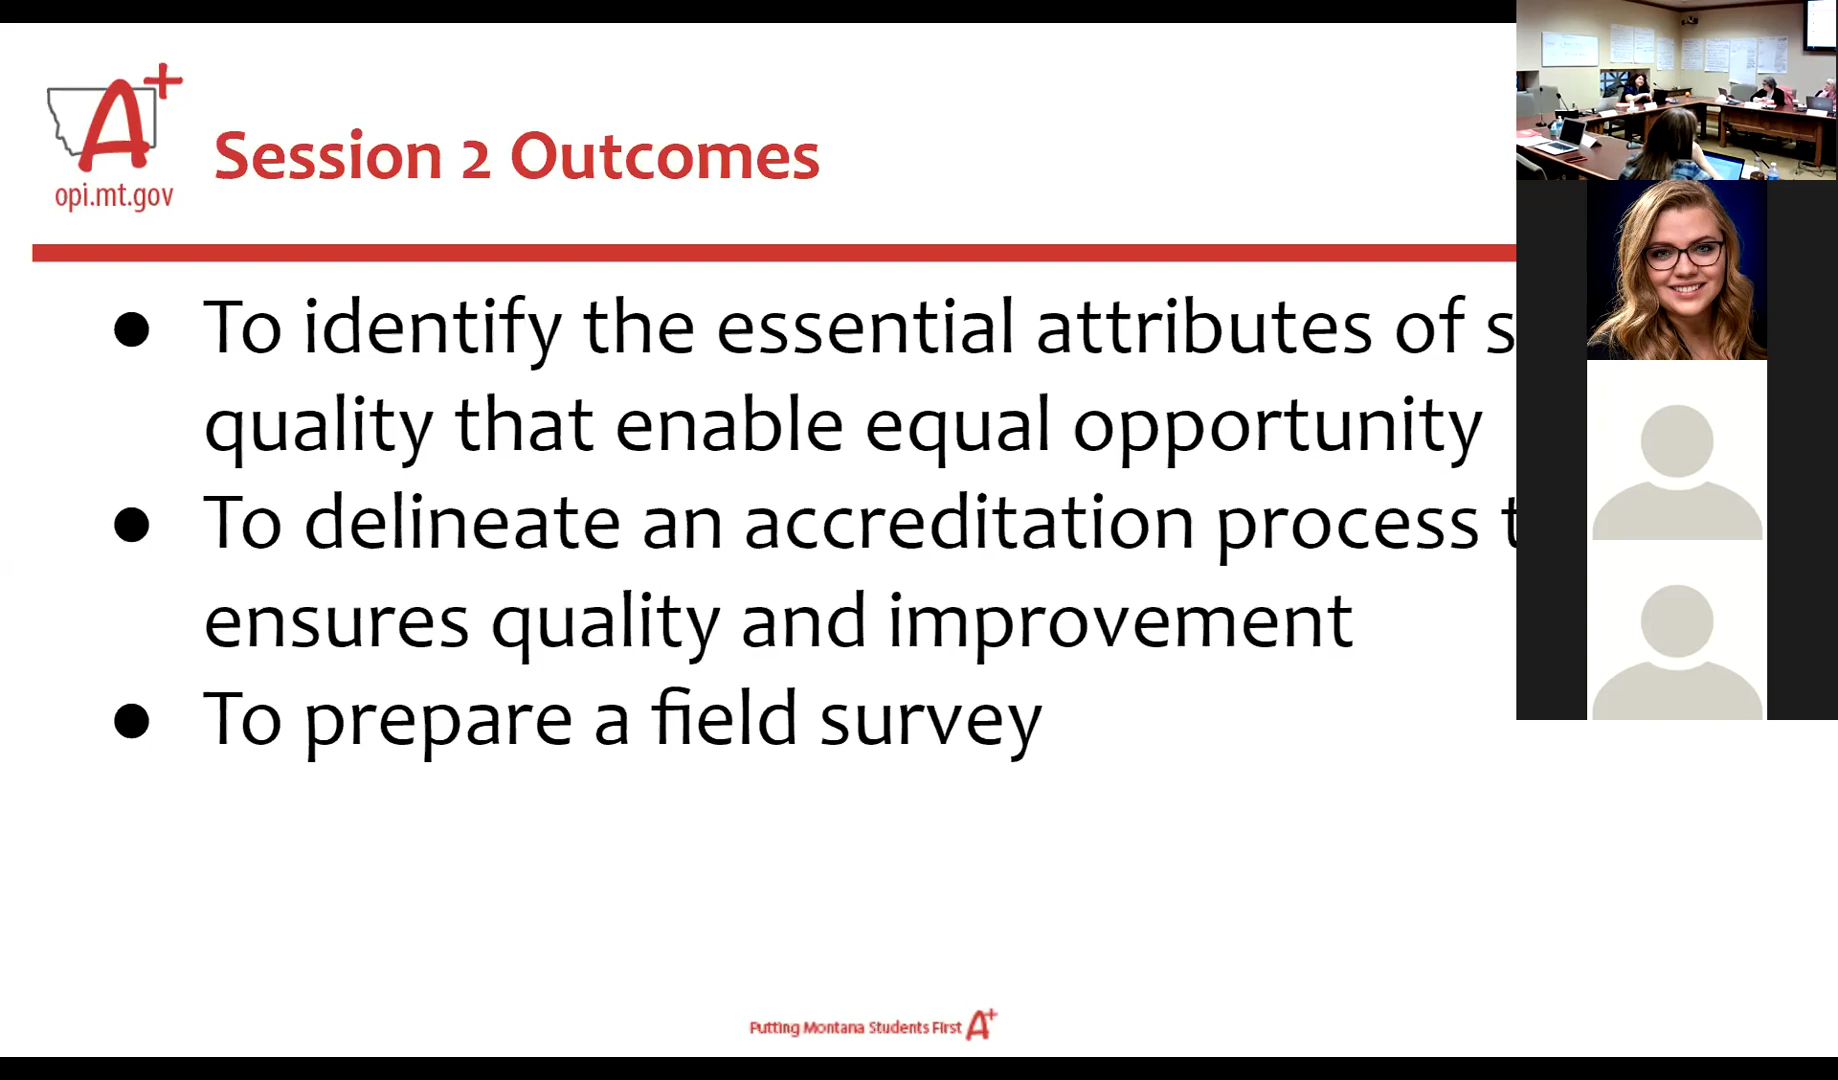 A+
opi.mt.gov
Session 2 Outcomes
● To identify the essential attributes of s
quality that enable equal opportunity
● To delineate an accreditation process t
ensures quality and improvement
● To prepare a field survey
Putting Montana Students First A+